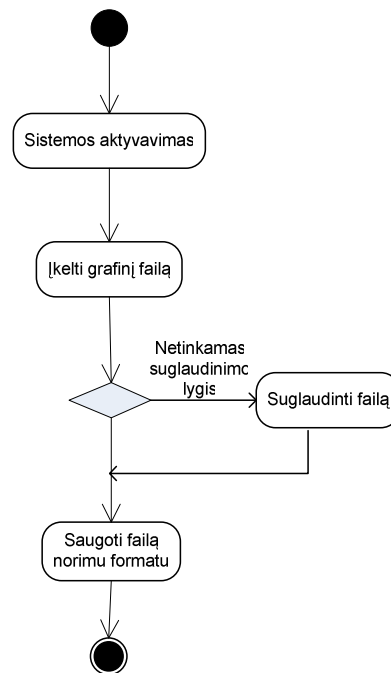 Sistemos aktyvavimas
Įkelti grafinį failą
Netinkamas
suglaudinimo
lygis
Suglaudinti failą
Saugoti failą
norimu formatu